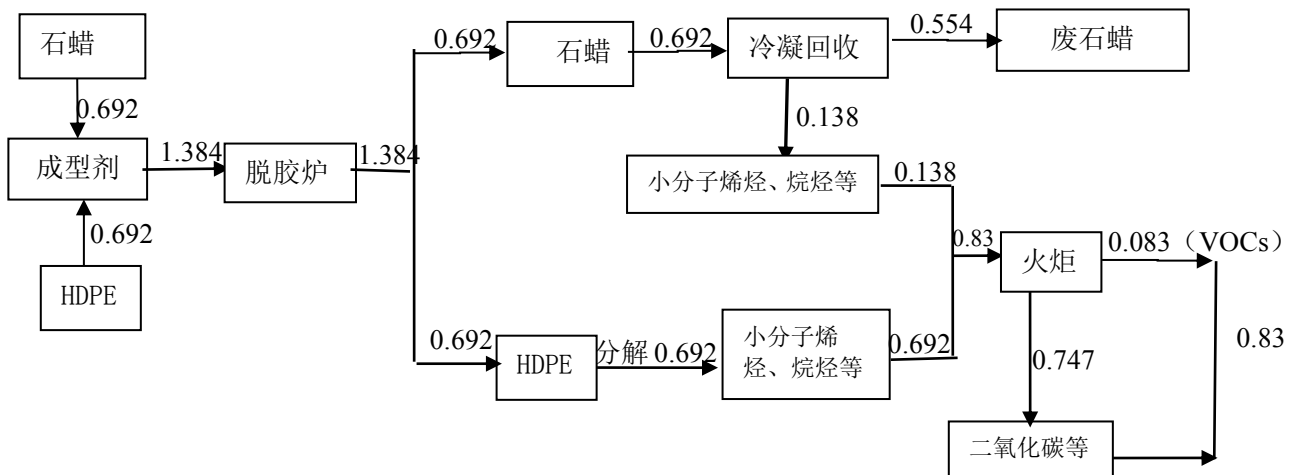 石蜡
0.692
成型剂
0.692
HDPE
1.384
脱胶炉
1.384
0.692
石蜡
0.692
冷凝回收
0.554
废石蜡
0.138
小分子烯烃、烷烃等
0.138
0.692
HDPE
分解 0.692
小分子烯
烃、烷烃等
0.692
0.83
火炬
0.083（VOCs）
0.747
二氧化碳等
0.83